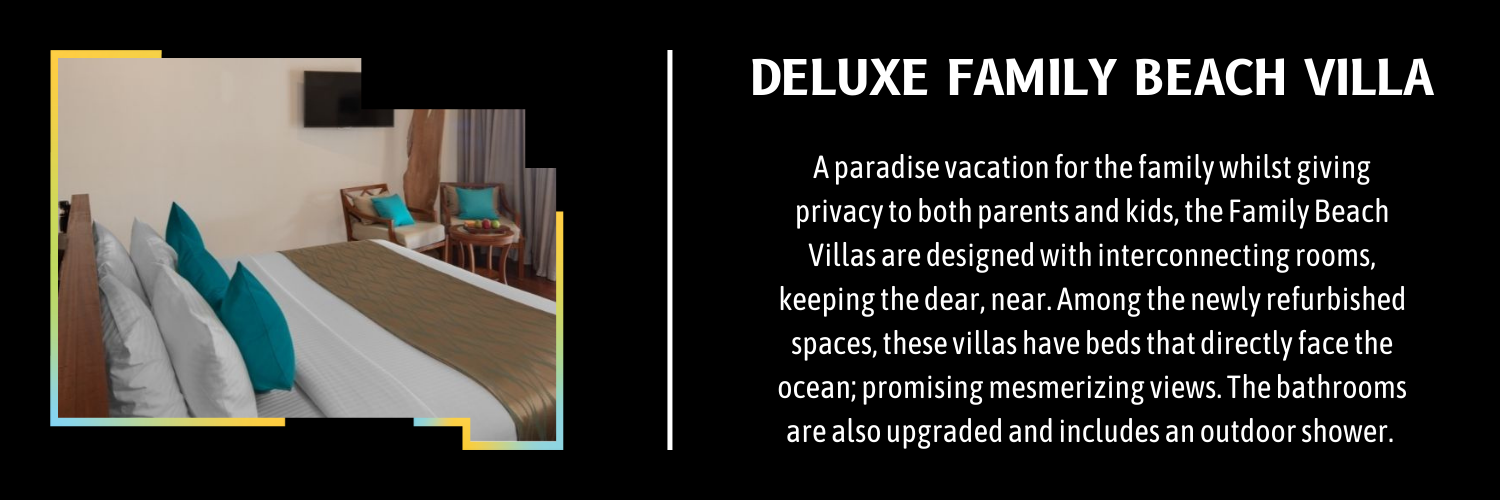 DELUXE FAMILY BEACH VILLA
A paradise vacation for the family whilst giving
privacy to both parents and kids, the Family Beach
Villas are designed with interconnecting rooms,
keeping the dear, near. Among the newly refurbished
spaces, these villas have beds that directly face the
ocean; promising mesmerizing views. The bathrooms
are also upgraded and includes an outdoor shower.